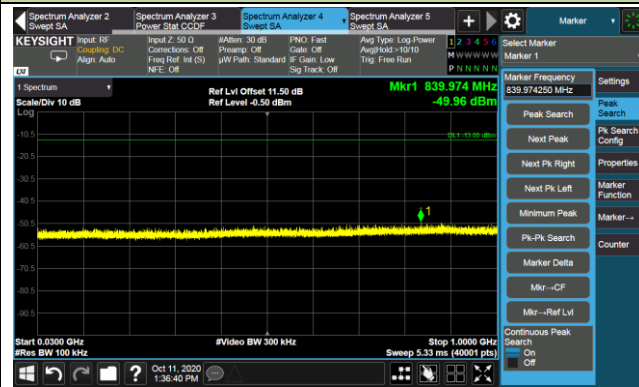 Spectrum Analyzer 2
Swept SA
Spectrum Analyzer 3
Power Stat CCDF
Spectrum Analyzer 4
Swept SA
Spectrum Analyzer 5
Swept SA
Marker
KEYSIGHT
Input: RF
Coupling: DC
Align: Auto
Input Z: 50 Ω
Corrections: Off
Freq Ref: Int (S)
NFE: Off
#Atten: 30 dB
Preamp: Off
µW Path: Standard
PNO: Fast
Gate: Off
IF Gain: Low
Sig Track: Off
Avg Type: Log-Power
Avg|Hold:>10/10
Trig: Free Run
1 2 3 4 5 6
M W W W W W
P N N N N N
LXI
Select Marker
Marker 1
1 Spectrum
Scale/Div 10 dB
Log
Ref Lvl Offset 11.50 dB
Ref Level -0.50 dBm
Mkr1 839.974 MHz
-49.96 dBm
DL1 -13.00 dBm
-10.5
-20.5
-30.5
-40.5
-50.5
-60.5
-70.5
-80.5
-90.5
1
Start 0.0300 GHz
#Res BW 100 kHz
#Video BW 300 kHz
Stop 1.0000 GHz
Sweep 5.33 ms (40001 pts)
Marker Frequency
839.974250 MHz
Peak Search
Next Peak
Next Pk Right
Next Pk Left
Minimum Peak
Pk-Pk Search
Marker Delta
Mkr→CF
Mkr→Ref Lvl
Continuous Peak
Search
On
Off
Settings
Peak
Search
Pk Search
Config
Properties
Marker
Function
Marker→
Counter
Oct 11, 2020
1:36:40 PM